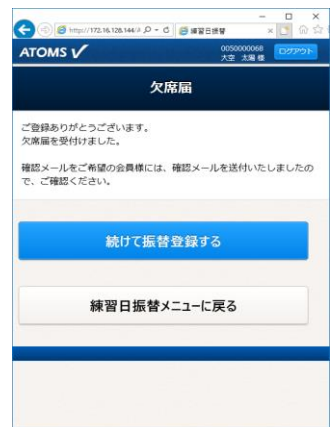 http://172.16.128.144/
練習日振替
ATOMS V
0050000068
大空 太陽 様
ログアウト
欠席届
ご登録ありがとうございます。
欠席届を受付けました。
確認メールをご希望の会員様には、確認メールを送付いたしましたの
で、ご確認ください。
続けて振替登録する
練習日振替メニューに戻る